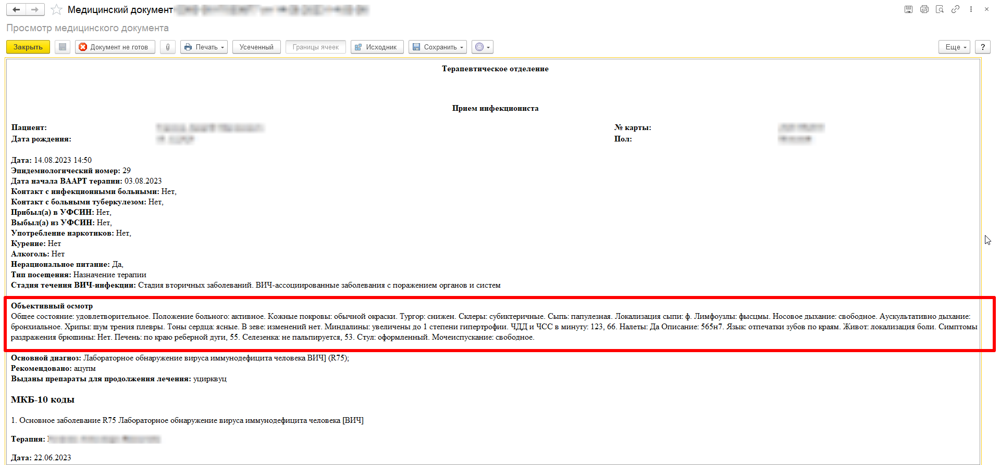 Медицинский документ
Просмотр медицинского документа
Закрыть Документ не готов Печать Усеченный Границы ячеек Исходник Сохранить Еще ?
Терапевтическое отделение
Прием инфекциониста
Пациент: № карты:
Дата рождения: Пол:
Дата: 14.08.2023 14:50
Эпидемиологический номер: 29
Дата начала ВААРТ терапии: 03.08.2023
Контакт с инфекционными больными: Нет,
Контакт с больными туберкулезом: Нет,
Прибыл(а) в УФСИН: Нет,
Выбыл(а) из УФСИН: Нет,
Употребление наркотиков: Нет,
Курение: Нет
Алкоголь: Нет
Нерациональное питание: Да,
Тип посещения: Назначение терапии
Стадия течения ВИЧ-инфекции: Стадия вторичных заболеваний. ВИЧ-ассоциированные заболевания с поражением органов и систем
Объективный осмотр
Общее состояние: удовлетворительное. Положение больного: активное. Кожные покровы: обычной окраски. Тургор: снижен. Склеры: субиктеричные. Сыпь: папулезная. Локализация сыпи: ф. Лимфоузлы: фысцмы. Носовое дыхание: свободное. Аускультативно дыхание:
бронхиальное. Хрипы: шум трения плевры. Тоны сердца: ясные. В зеве: изменений нет. Миндалины: увеличены до 1 степени гипертрофии. ЧДД и ЧСС в минуту: 123, 66. Налеты: Да Описание: 565н7. Язык: отпечатки зубов по краям. Живот: локализация боли. Симптомы
раздражения брюшины: Нет. Печень: по краю реберной дуги, 55. Селезенка: не пальпируется, 53. Стул: оформленный. Мочеиспускание: свободное.
Основной диагноз: Лабораторное обнаружение вируса иммунодефицита человека ВИЧ] (R75);
Рекомендовано: ацупм
Выданы препараты для продолжения лечения: уцирквуц
МКБ-10 коды
1. Основное заболевание R75 Лабораторное обнаружение вируса иммунодефицита человека [ВИЧ]
Терапия:
Дата: 22.06.2023